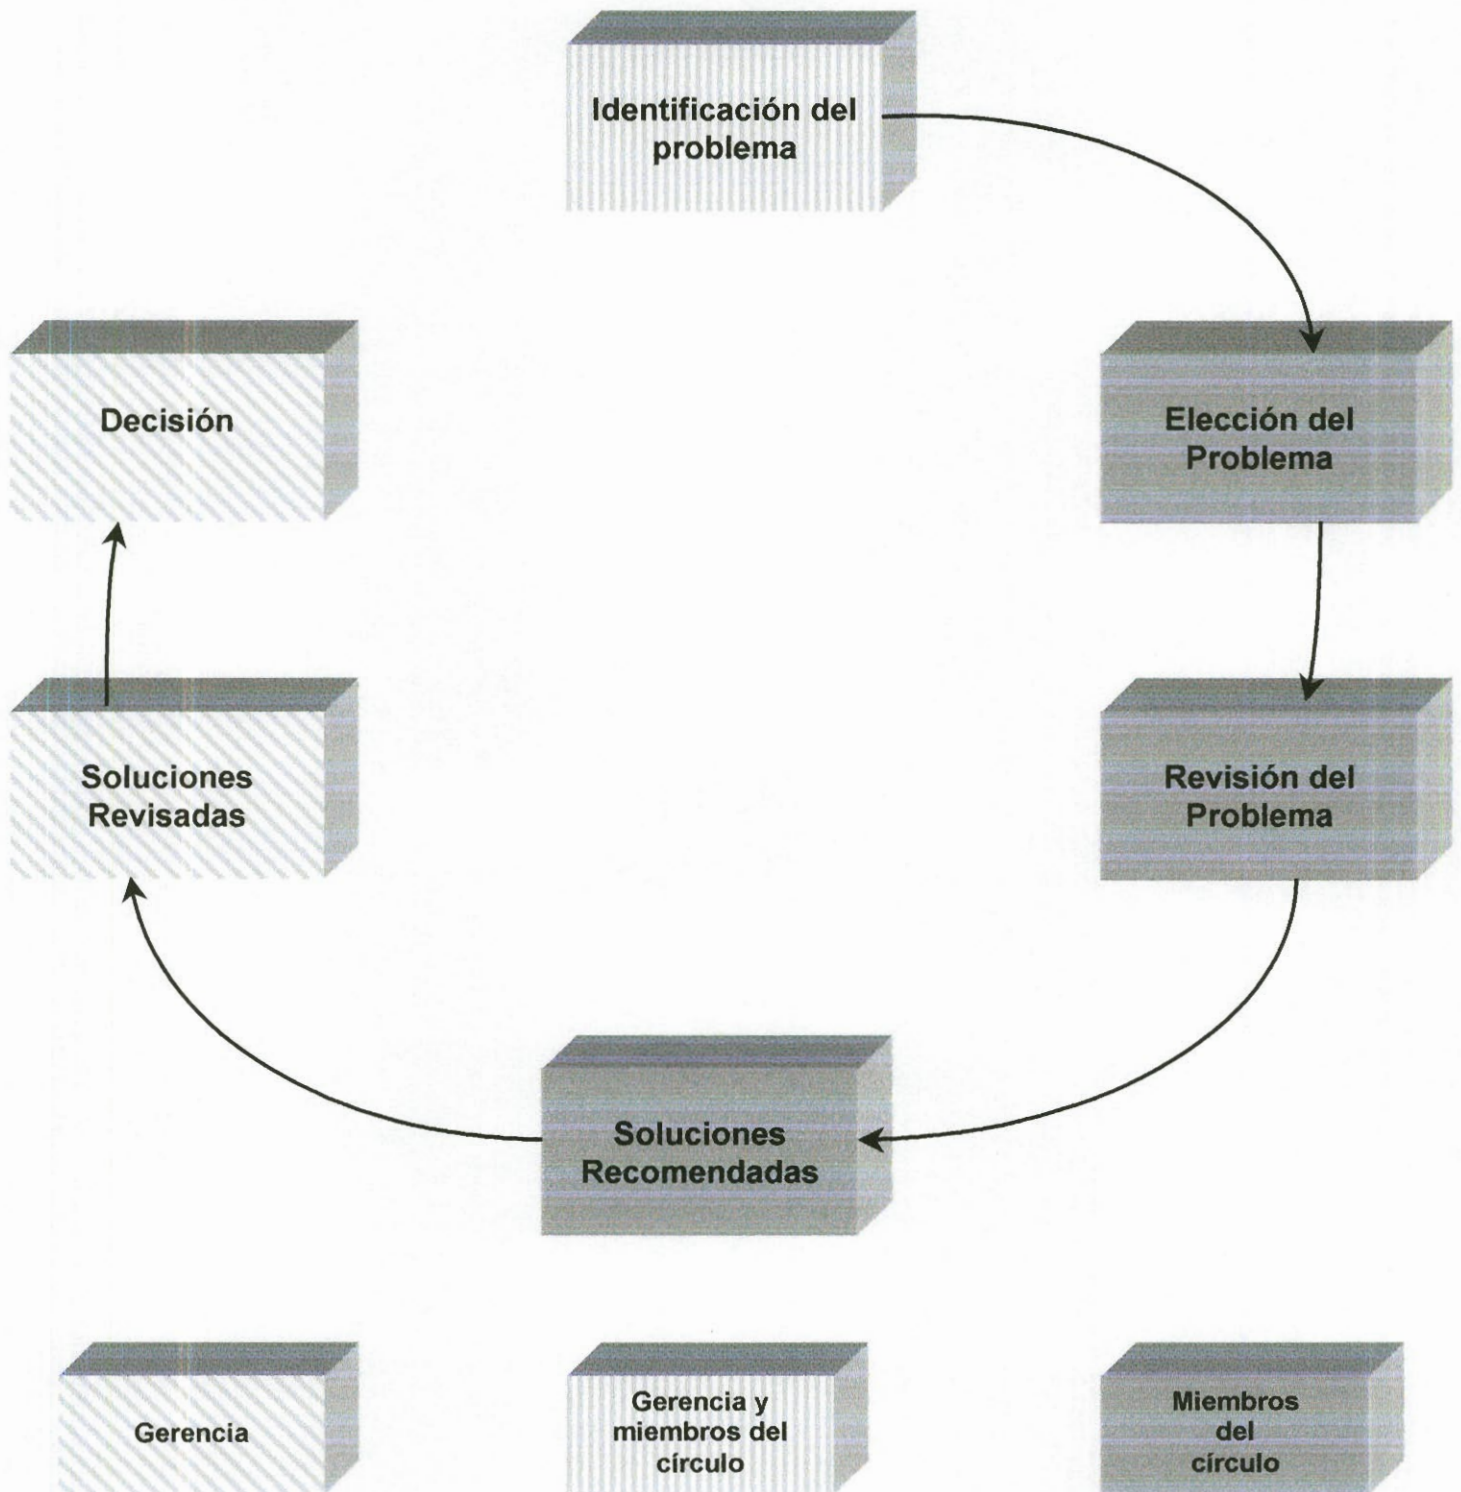 Identificación del
problema
Decisión
Elección del
Problema
Soluciones
Revisadas
Revisión del
Problema
Soluciones
Recomendadas
Gerencia
Gerencia y
miembros del
círculo
Miembros
del
círculo